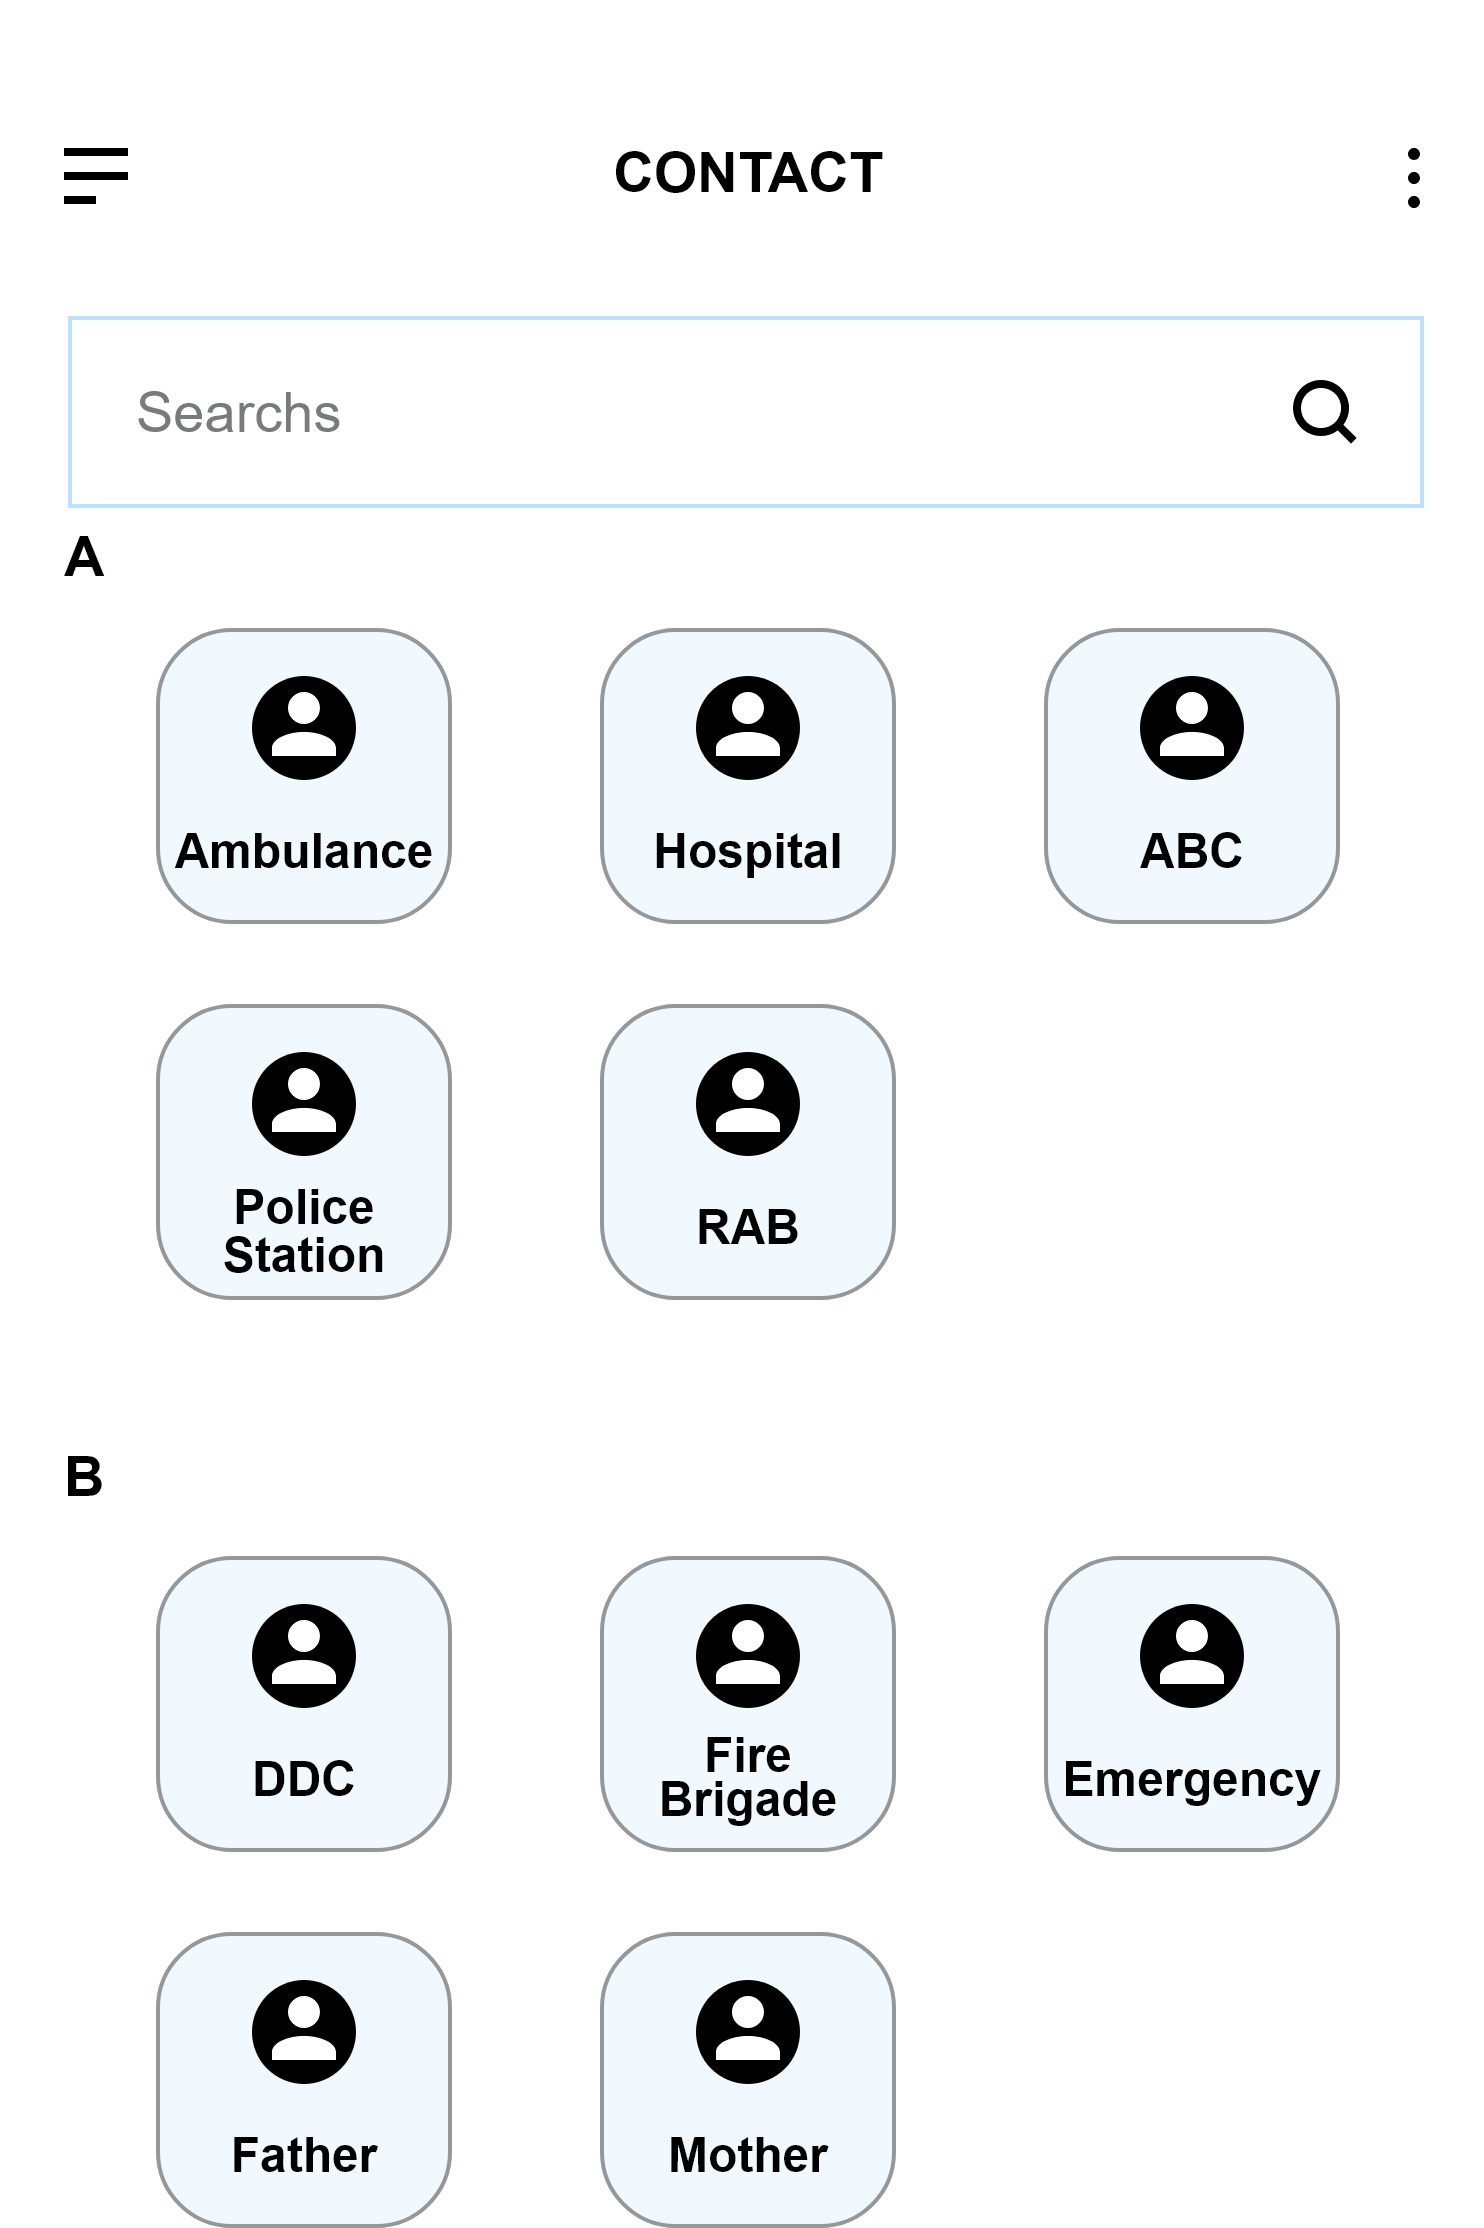 CONTACT
Searchs
A
Ambulance
Hospital
ABC
Police
Station
RAB
B
DDC
Fire
Brigade
Emergency
Father
Mother